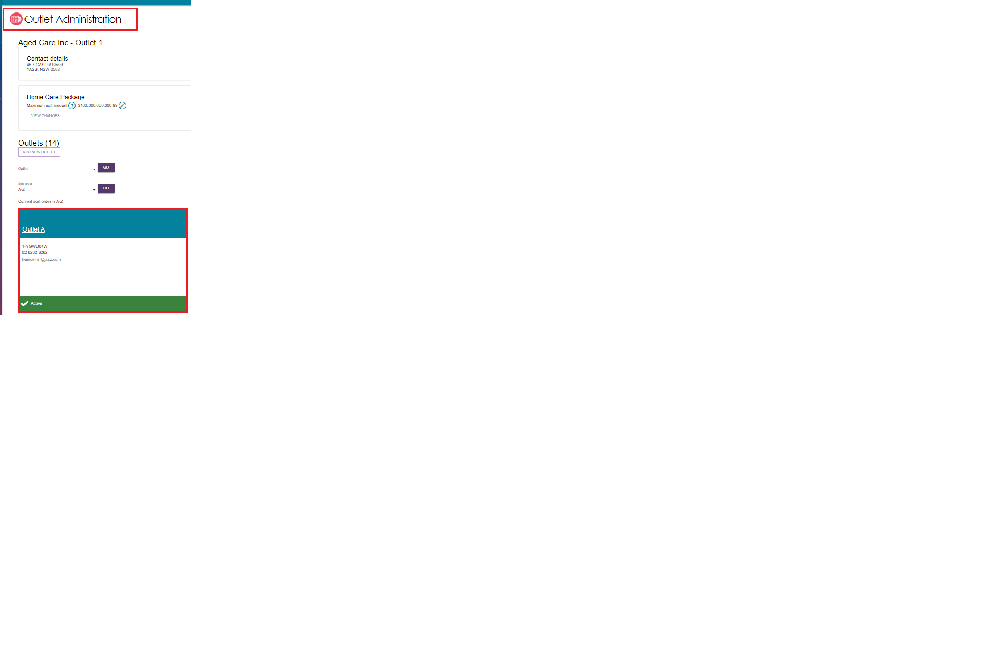 Outlet Administration
Aged Care Inc - Outlet 1
Contact details
45 7 CASOR Street
YASS, NSW 2582
Home Care Package
Maximum exit amount ? $100,000,000,000.99
VIEW CHANGES
Outlets (14)
ADD NEW OUTLET
Outlet GO
Sort order
A-Z GO
Current sort order is A-Z
Outlet A
1-YGWU04W
02 6262 6262
heinoeihn@jazz.com
Active